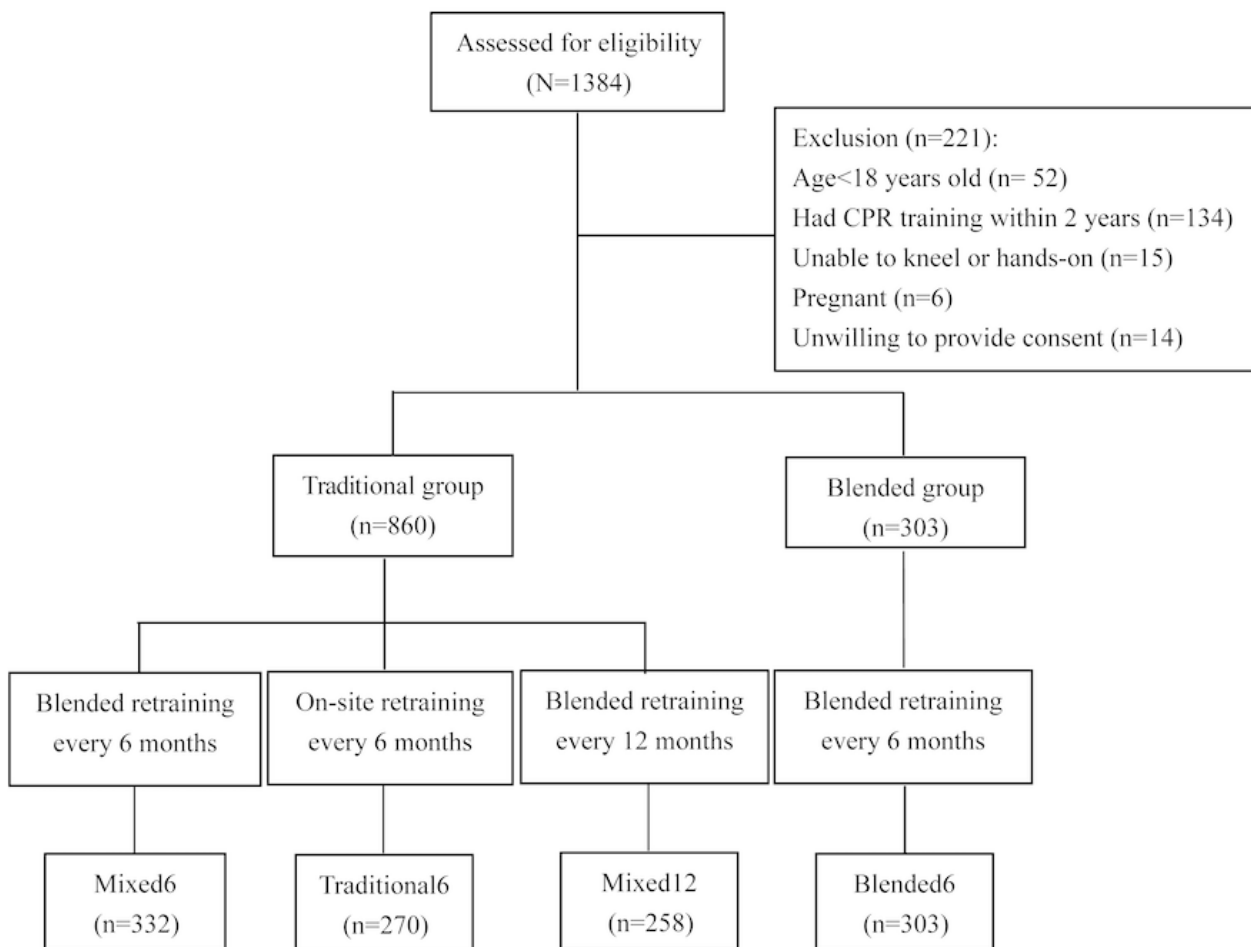 Assessed for eligibility
(N=1384)
Exclusion (n=221):
Age<18 years old (n= 52)
Had CPR training within 2 years (n=134)
Unable to kneel or hands-on (n=15)
Pregnant (n=6)
Unwilling to provide consent (n=14)
Traditional group
(n=860)
Blended group
(n=303)
Blended retraining
every 6 months
On-site retraining
every 6 months
Blended retraining
every 12 months
Blended retraining
every 6 months
Mixed6
(n=332)
Traditional6
(n=270)
Mixed12
(n=258)
Blended6
(n=303)